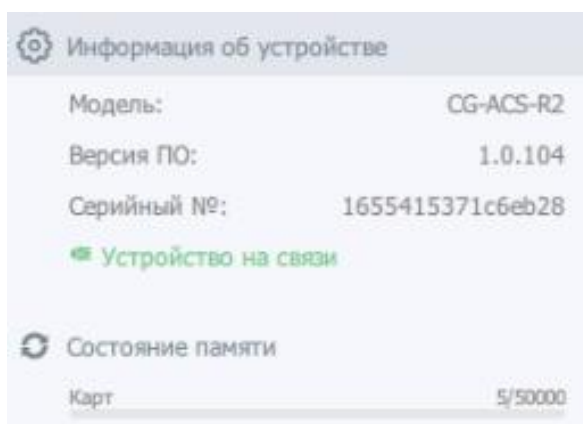 Информация об устройстве
Модель: CG-ACS-R2
Версия ПО: 1.0.104
Серийный №: 1655415371c6eb28
Устройство на связи
Состояние памяти
Карт 5/50000